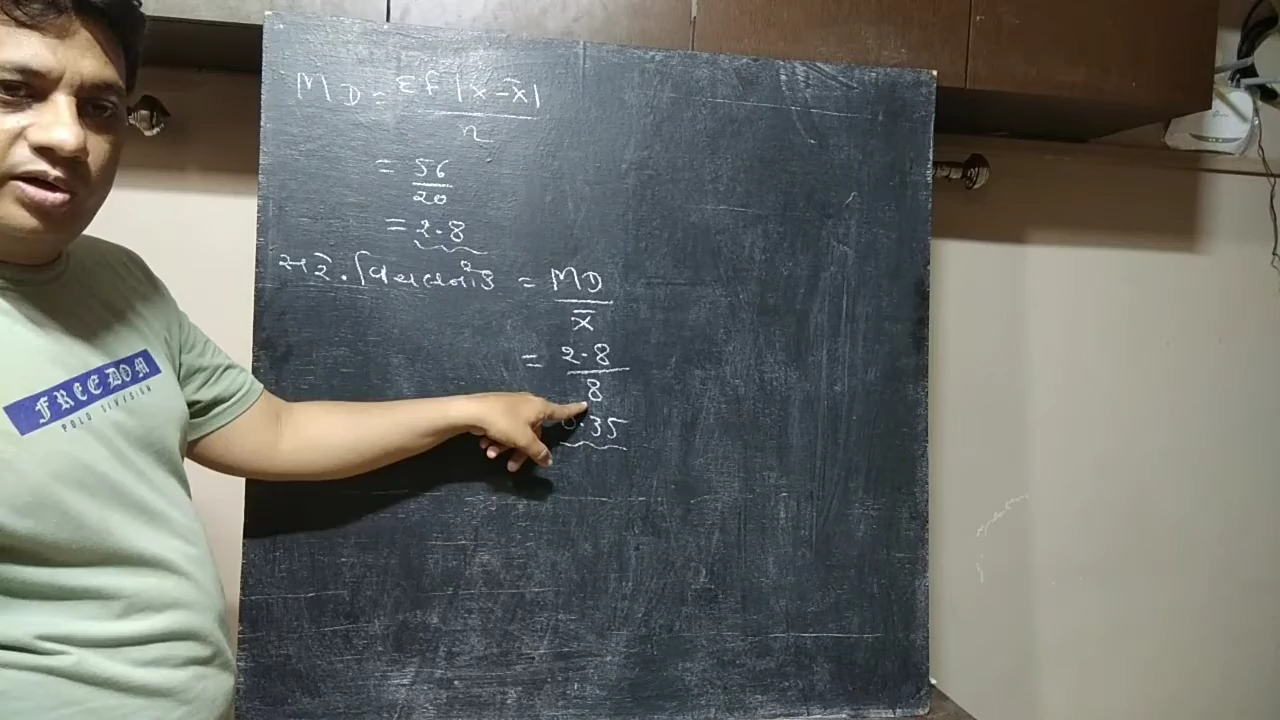 MD = Σf|x-x̄|
n
= 56
20
= 2.8
સરે. વિચલનાંક = MD
x̄
= 2.8
8
0.35
FREEDOM
POLO DIVISION